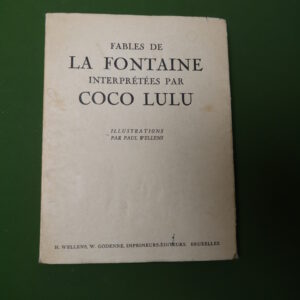 FABLES DE
LA FONTAINE
INTERPRÉTÉES PAR
COCO LULU
ILLUSTRATIONS
PAR PAUL WELLENS
H. WELLENS, W. GODENNE, IMPRIMEURS-ÉDITEURS, BRUXELLES